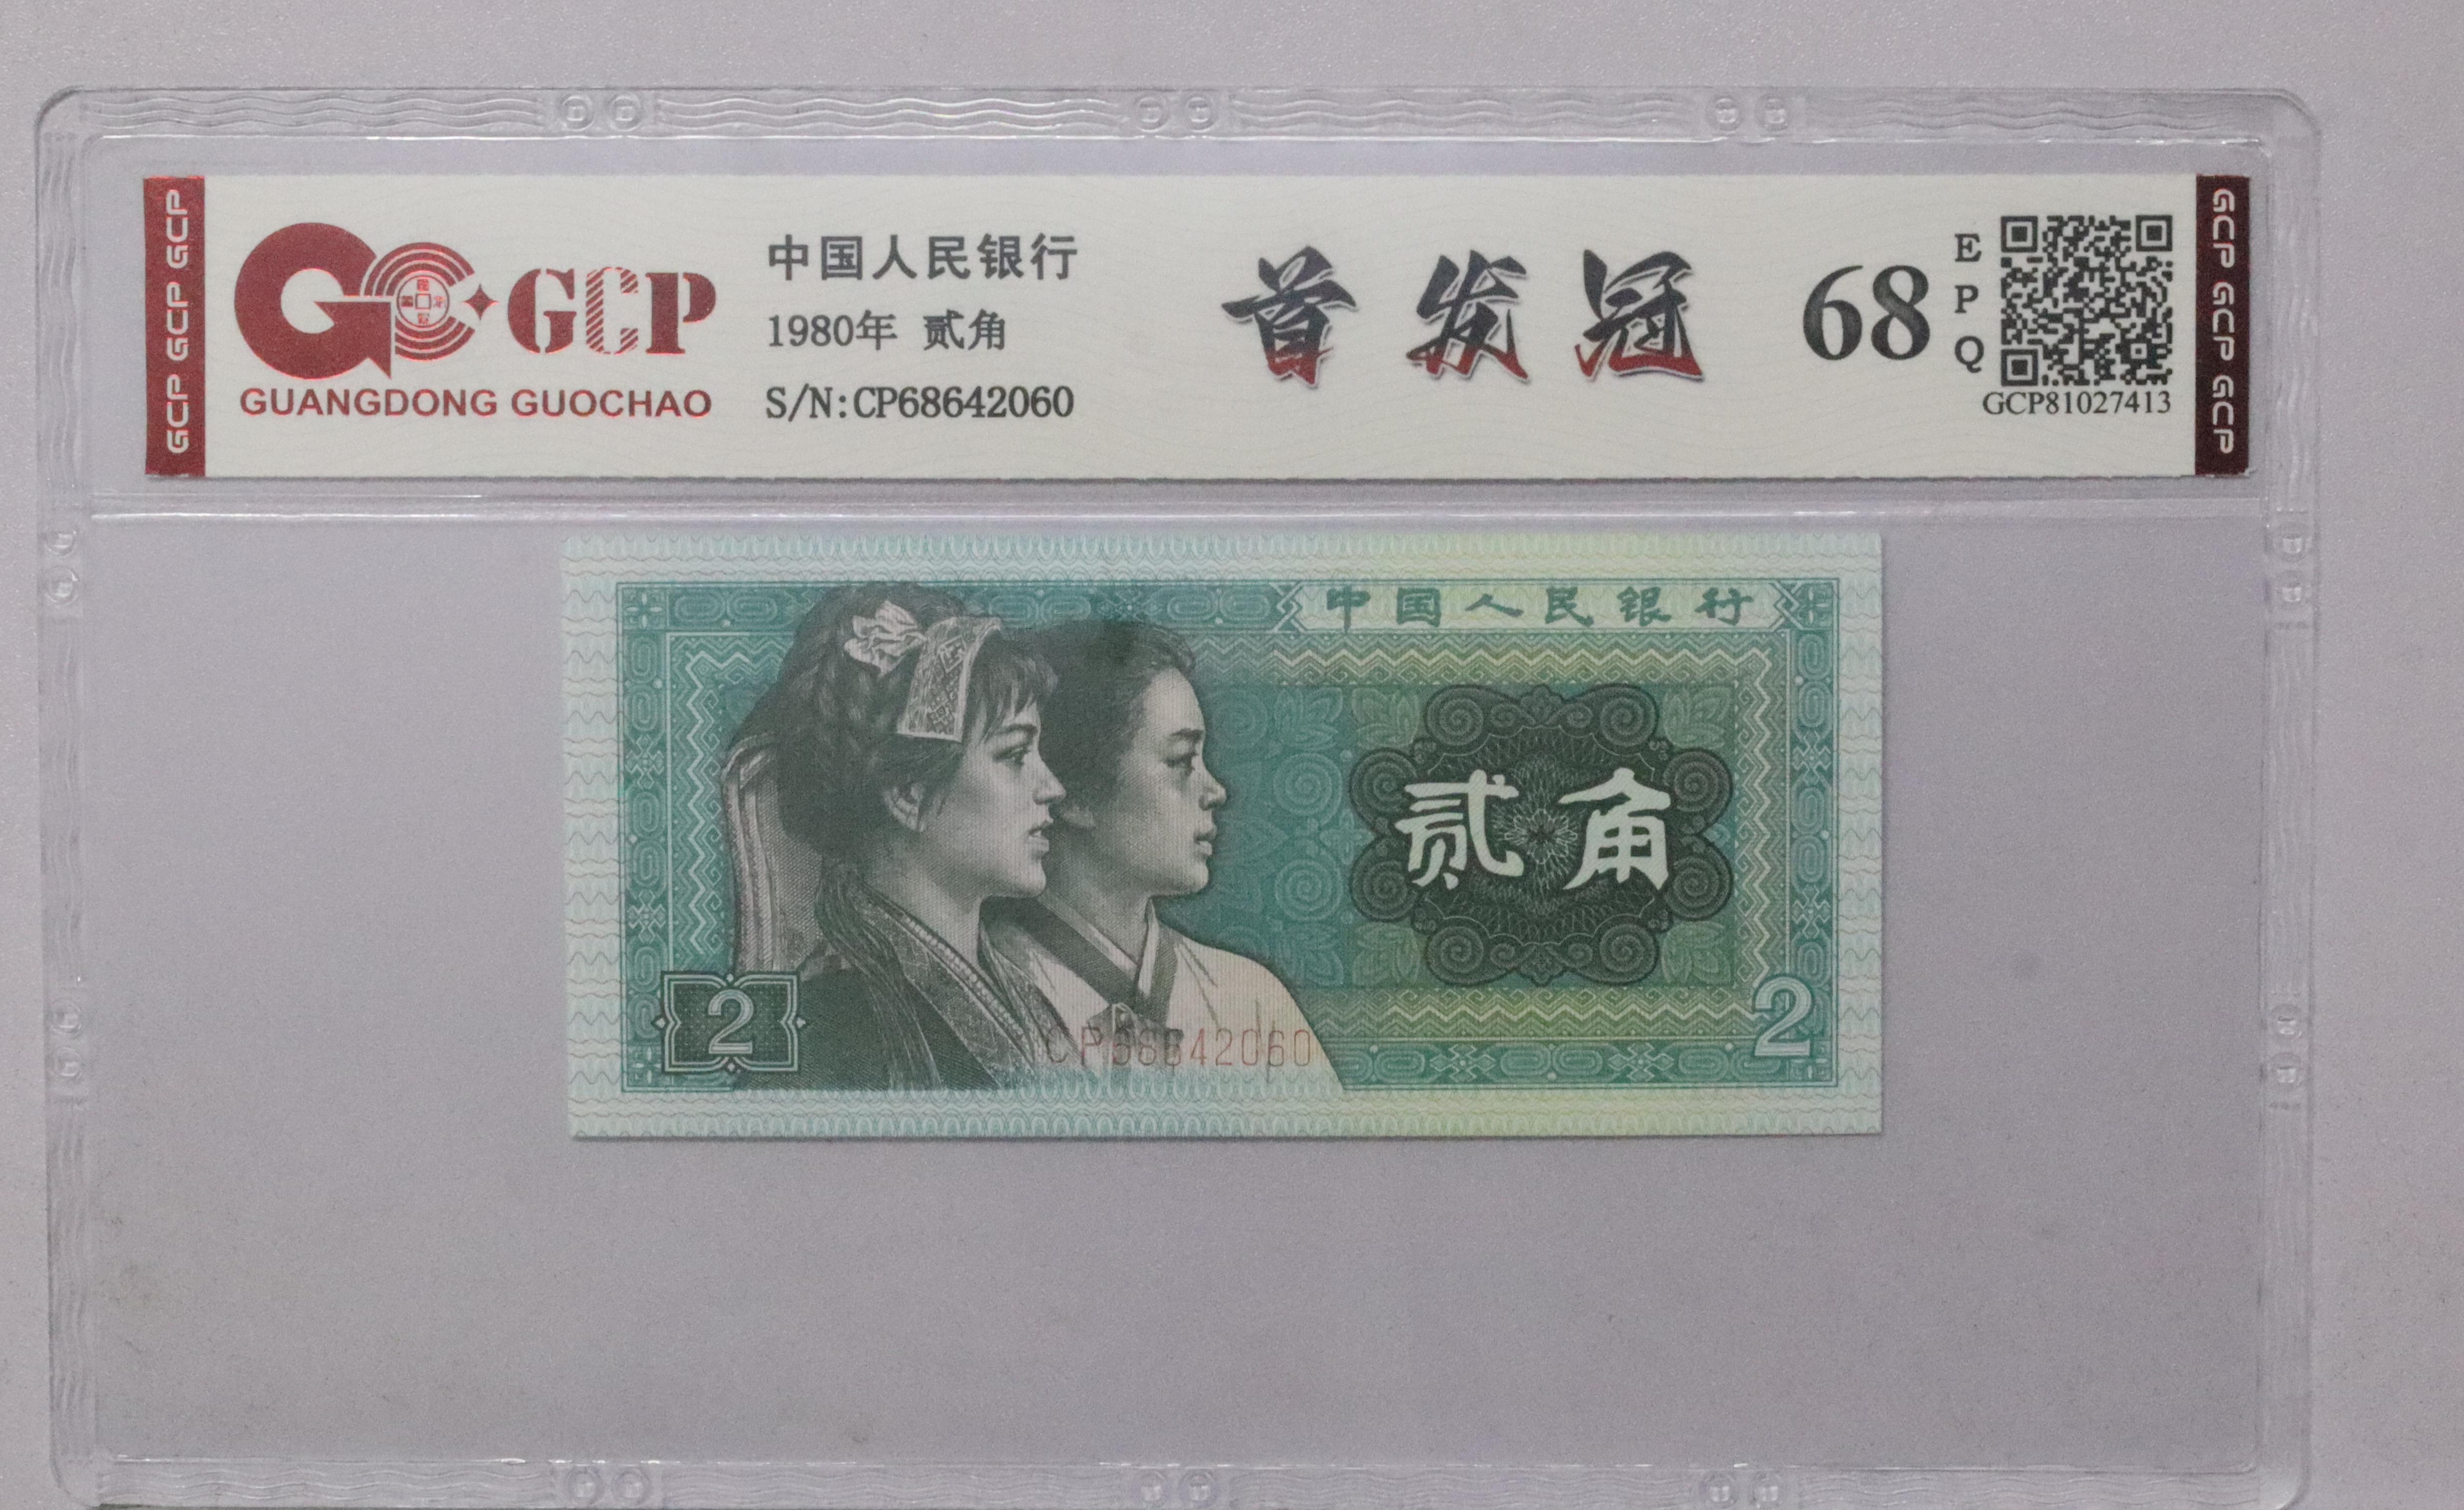 GCP GCP GCP
GCP
GUANGDONG GUOCHAO
中国人民银行
1980年 贰角
S/N:CP68642060
首发冠
68
EPQ
GCP81027413
GCP GCP GCP
中国人民银行
贰角
2
CP68642060
2